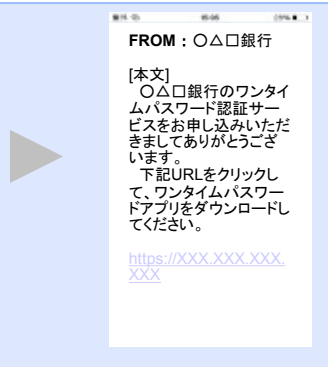 FROM：〇△□銀行
[本文]
　〇△□銀行のワンタイ
ムパスワード認証サー
ビスをお申し込みいただ
きましてありがとうござ
います。
　下記URLをクリックし
て、ワンタイムパスワー
ドアプリをダウンロードし
てください。
https://XXX.XXX.XXX.
XXX